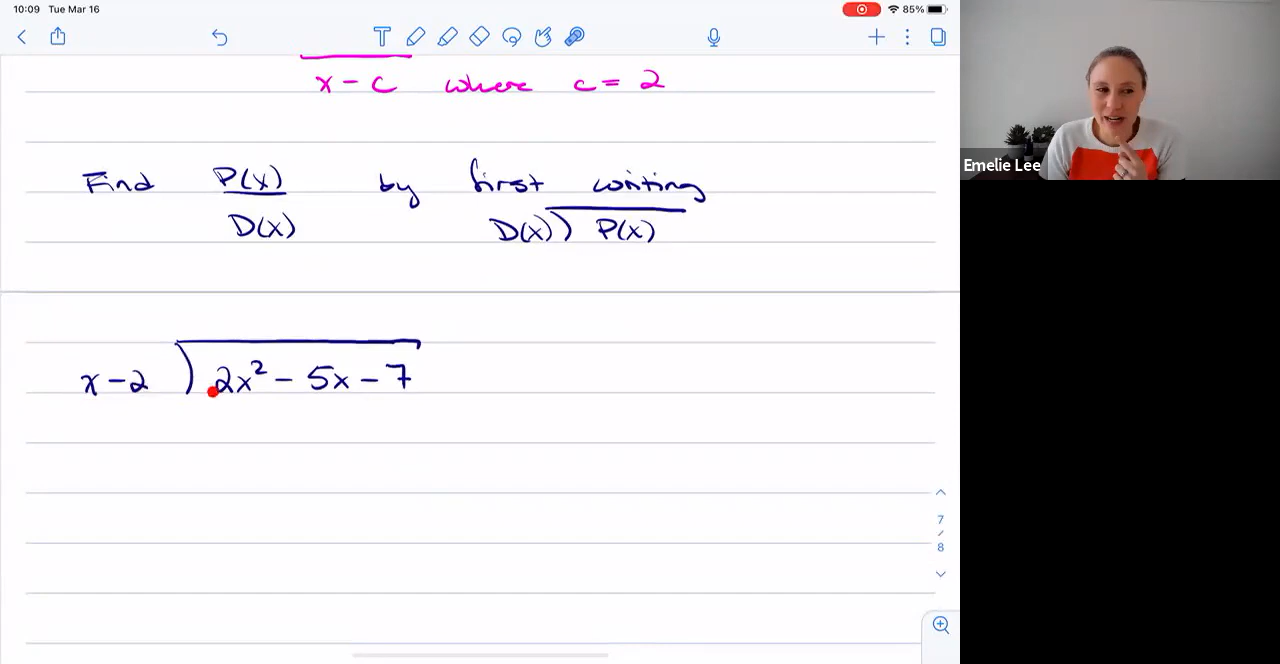 10:09 Tue Mar 16
85%
x - c where c = 2
Find P(x) by first writing
D(x) D(x) ) P(x)
x - 2 ) 2x² - 5x - 7
Emelie Lee
7
/
8